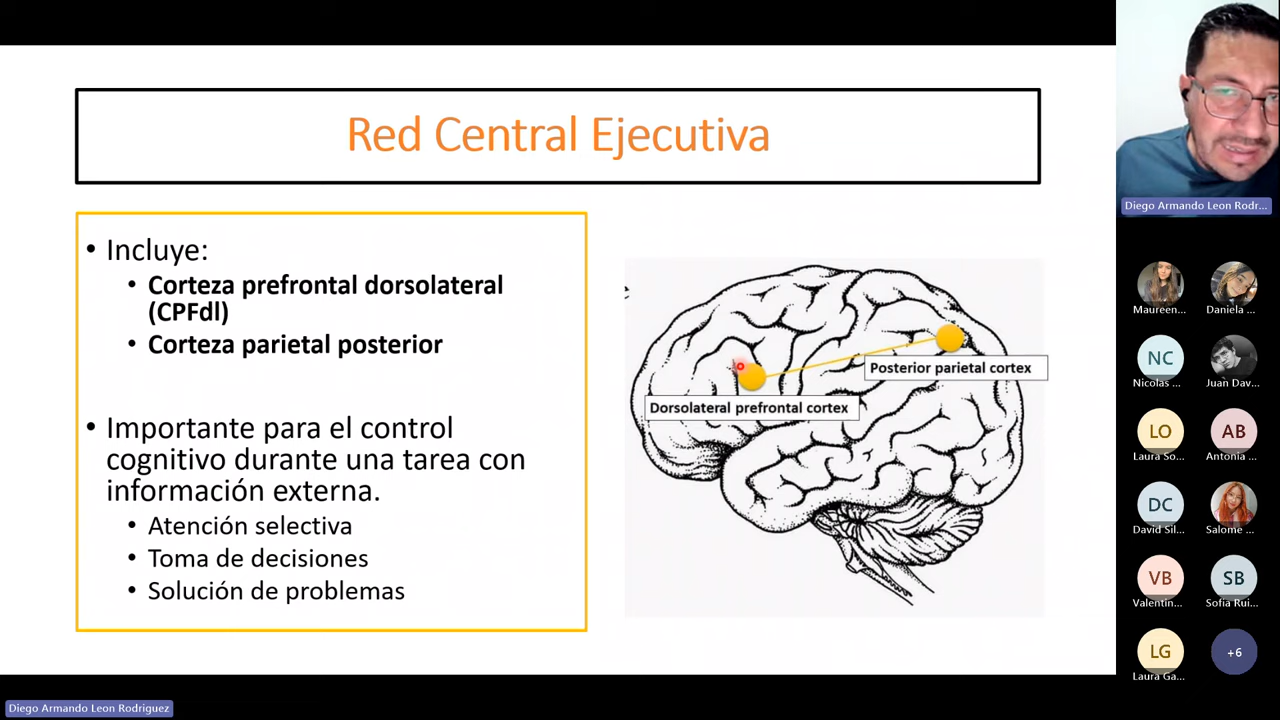 Red Central Ejecutiva
• Incluye:
• Corteza prefrontal dorsolateral
(CPFdl)
• Corteza parietal posterior
• Importante para el control
cognitivo durante una tarea con
información externa.
• Atención selectiva
• Toma de decisiones
• Solución de problemas
Posterior parietal cortex
Dorsolateral prefrontal cortex
Diego Armando Leon Rodr...
Maureen...
Daniela ...
NC
Nicolas ...
Juan Dav...
LO
Laura So...
AB
Antonia ...
DC
David Sil...
Salome ...
VB
Valentin...
SB
Sofia Rui...
LG
Laura Ga...
+6
Diego Armando Leon Rodriguez